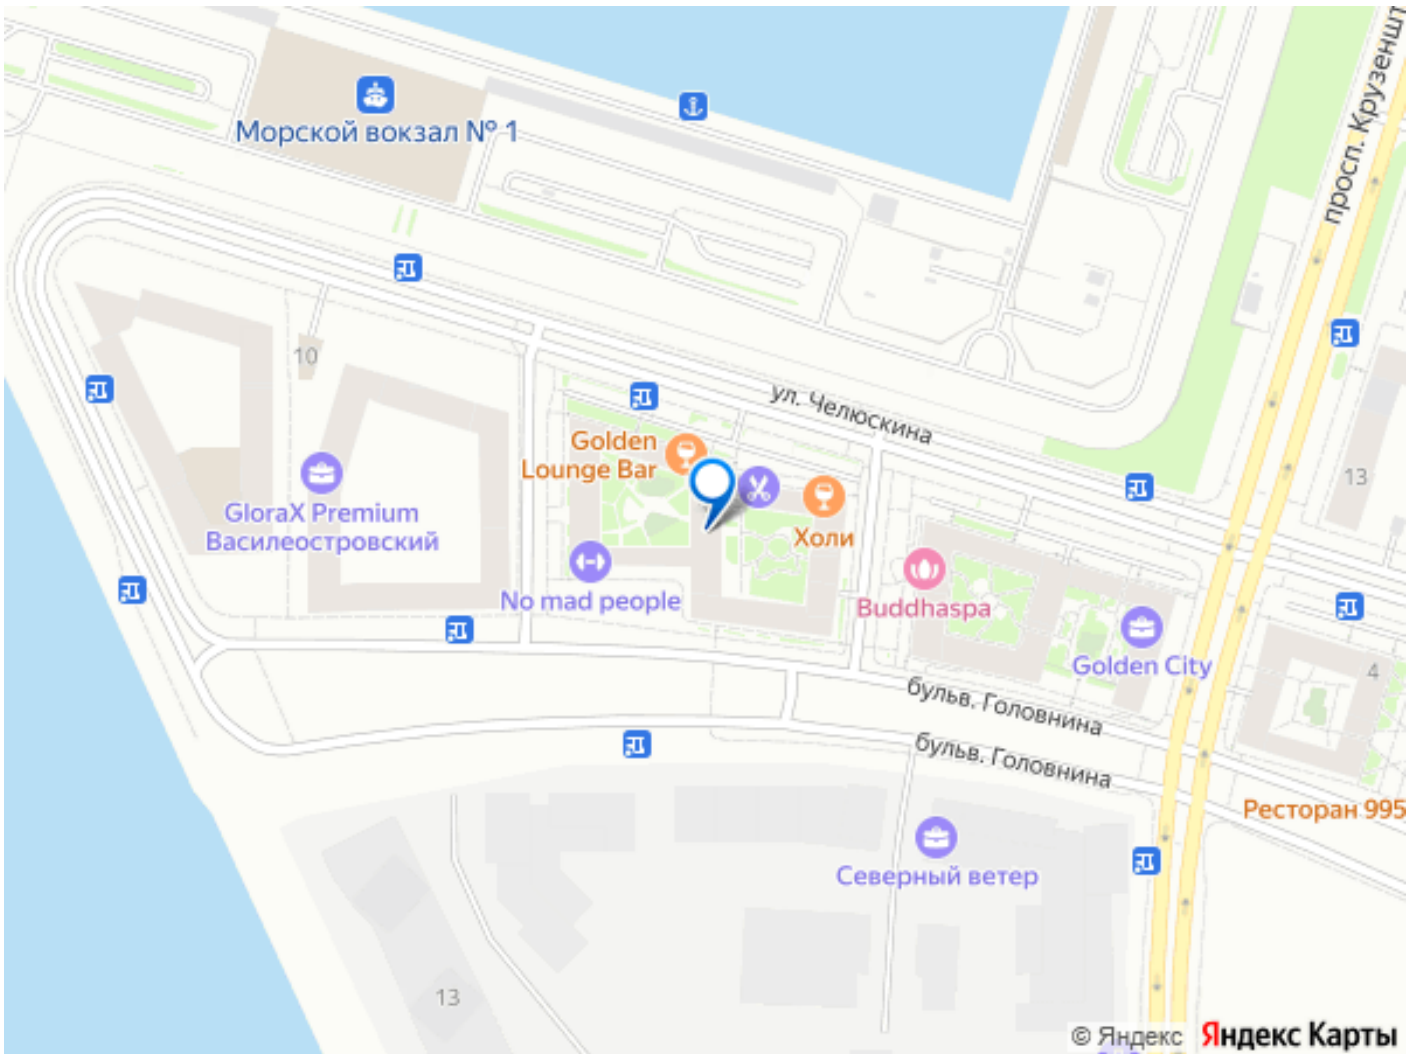 просп. Крузеншт
Морской вокзал № 1
10
ул. Челюскина
Golden
Lounge Bar
13
GloraX Premium
Василеостровский
Холи
No mad people
Buddhaspa
Golden City
4
бульв. Головнина
бульв. Головнина
Ресторан 995
Северный ветер
13
© Яндекс Яндекс Карты